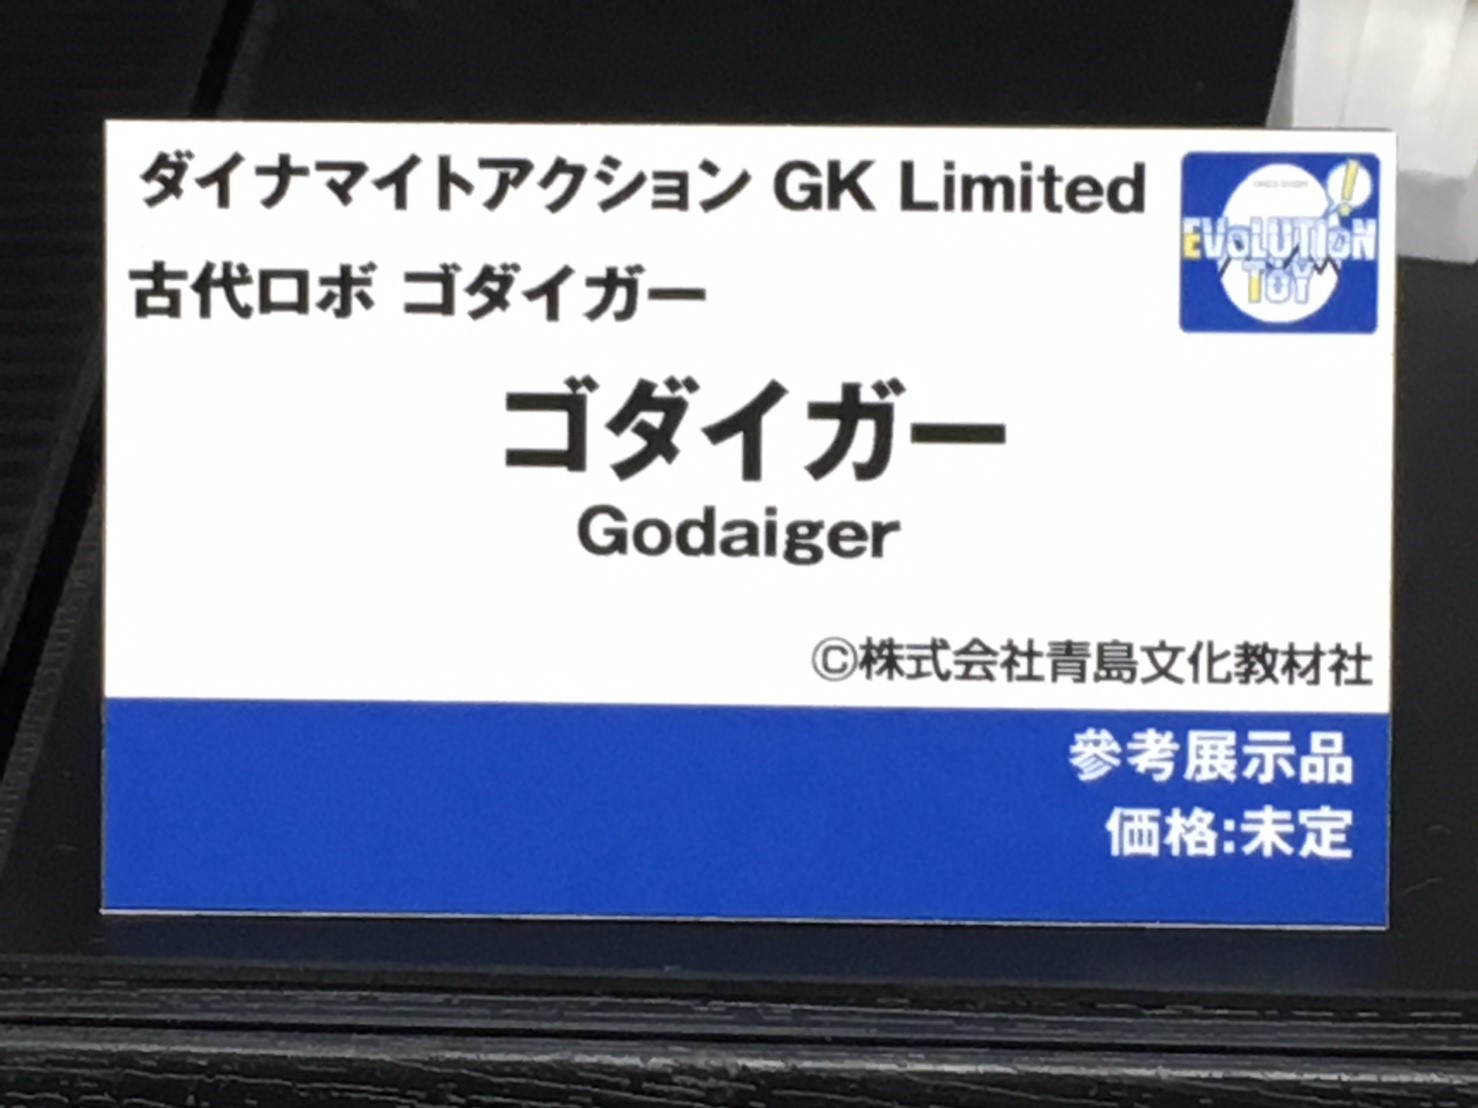 ダイナマイトアクション GK Limited
古代ロボ ゴダイガー
EVOLUTION
TOY
ゴダイガー
Godaiger
©株式会社青島文化教材社
參考展示品
価格:未定